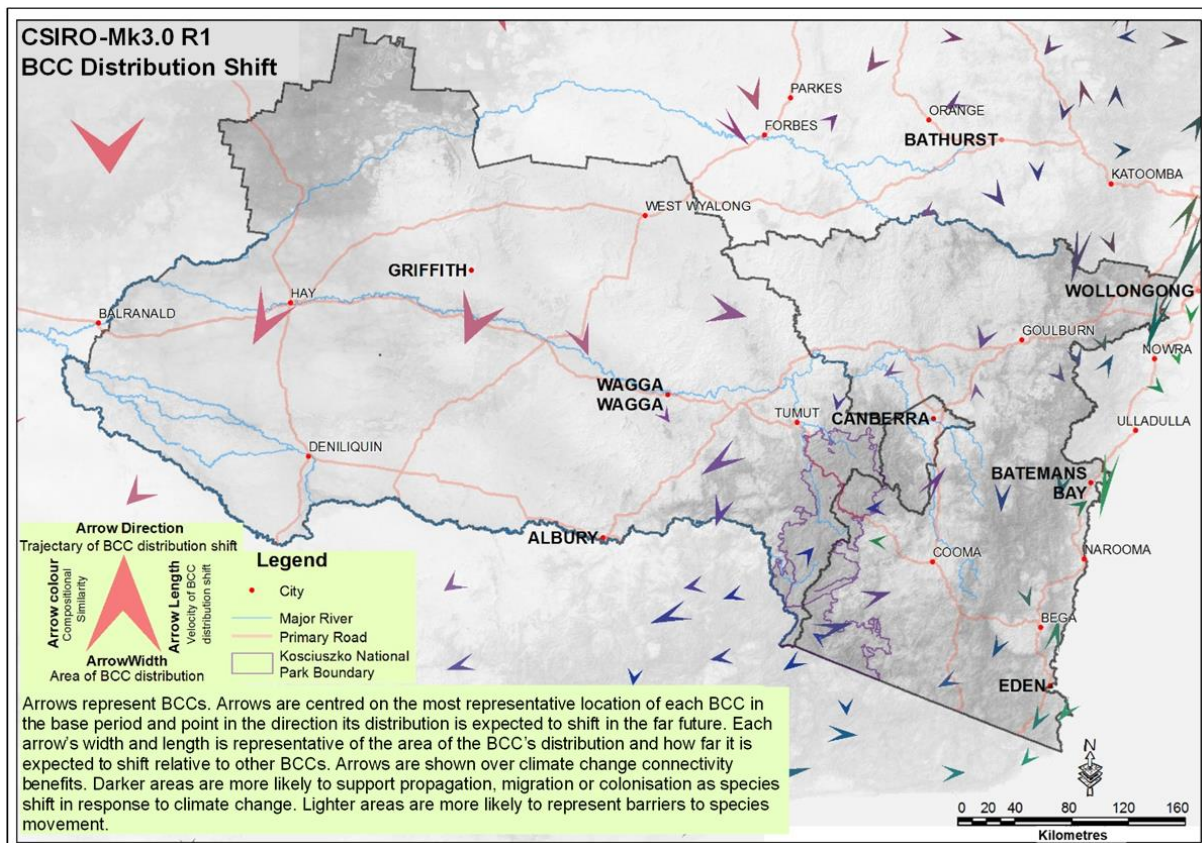 CSIRO-Mk3.0 R1
BCC Distribution Shift
PARKES
FORBES
ORANGE
BATHURST
KATOOMBA
WEST WYALONG
GRIFFITH
HAY
BALRANALD
WOLLONGONG
GOULBURN
NOWRA
WAGGA
WAGGA
TUMUT
CANBERRA
ULLADULLA
DENILIQUIN
BATEMANS
BAY
ALBURY
COOMA
NAROOMA
BEGA
EDEN
Arrow Direction
Trajectory of BCC distribution shift
Arrow colour
Compositional
Similarity
Arrow Length
Velocity of BCC
distribution shift
ArrowWidth
Area of BCC distribution
Legend
City
Major River
Primary Road
Kosciuszko National
Park Boundary
Arrows represent BCCs. Arrows are centred on the most representative location of each BCC in
the base period and point in the direction its distribution is expected to shift in the far future. Each
arrow's width and length is representative of the area of the BCC's distribution and how far it is
expected to shift relative to other BCCs. Arrows are shown over climate change connectivity
benefits. Darker areas are more likely to support propagation, migration or colonisation as species
shift in response to climate change. Lighter areas are more likely to represent barriers to species
movement.
N
0 20 40 80 120 160
Kilometres